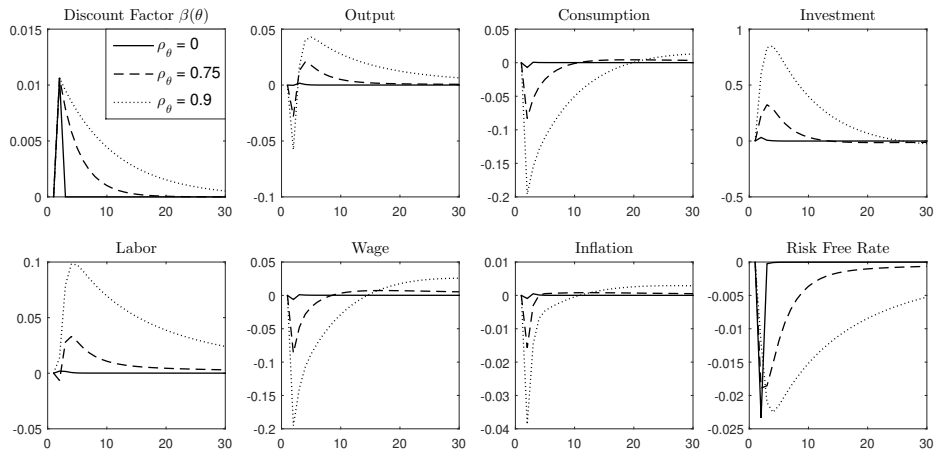 Discount Factor β(θ)
0.015
0.01
0.005
0
0 10 20 30
ρθ = 0
ρθ = 0.75
ρθ = 0.9
Output
0.05
0
-0.05
-0.1
0 10 20 30
Consumption
0.05
0
-0.05
-0.1
-0.15
-0.2
0 10 20 30
Investment
1
0.5
0
-0.5
0 10 20 30
Labor
0.1
0.05
0
-0.05
0 10 20 30
Wage
0.05
0
-0.05
-0.1
-0.15
-0.2
0 10 20 30
Inflation
0.01
0
-0.01
-0.02
-0.03
-0.04
0 10 20 30
Risk Free Rate
0
-0.005
-0.01
-0.015
-0.02
-0.025
0 10 20 30